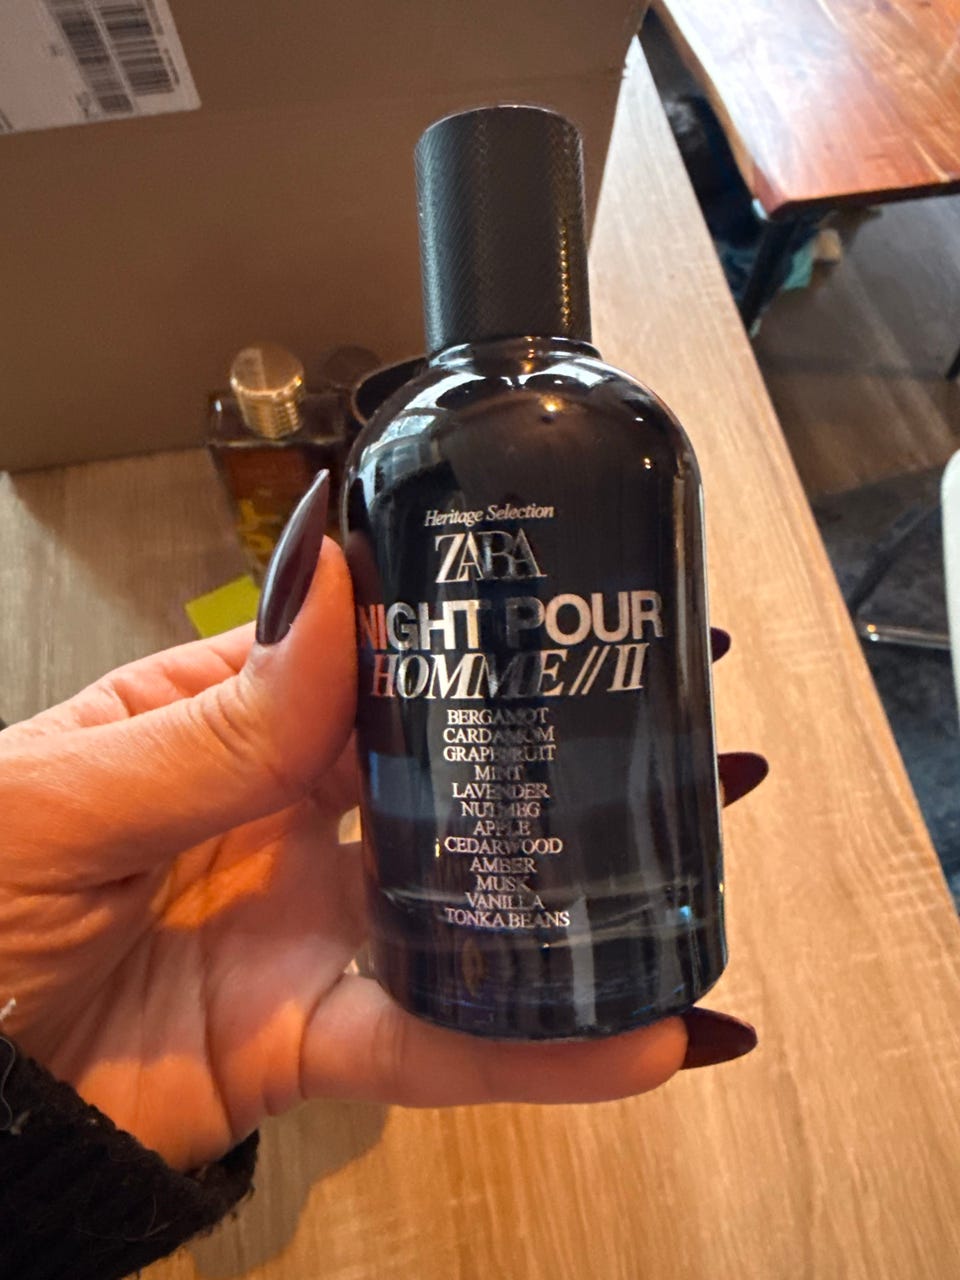 Heritage Selection
ZARA
NIGHT POUR
HOMME//II
BERGAMOT
CARDAMOM
GRAPEFRUIT
MINT
LAVENDER
NUTMEG
APPLE
CEDARWOOD
AMBER
MUSK
VANILLA
TONKA BEANS